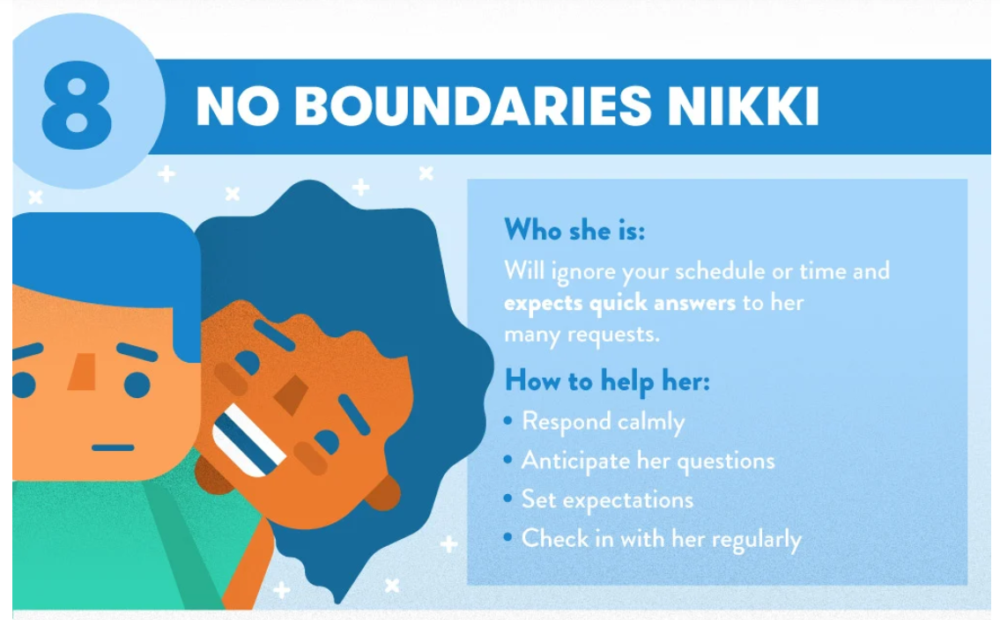 8
NO BOUNDARIES NIKKI
Who she is:
Will ignore your schedule or time and
expects quick answers to her
many requests.
How to help her:
• Respond calmly
• Anticipate her questions
• Set expectations
• Check in with her regularly